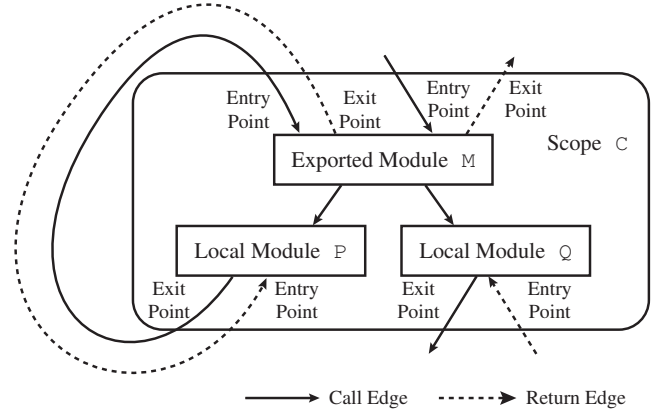 Entry Point
Exit Point
Entry Point
Exit Point
Scope C
Exported Module M
Local Module P
Local Module Q
Exit Point
Entry Point
Exit Point
Entry Point
Call Edge
Return Edge